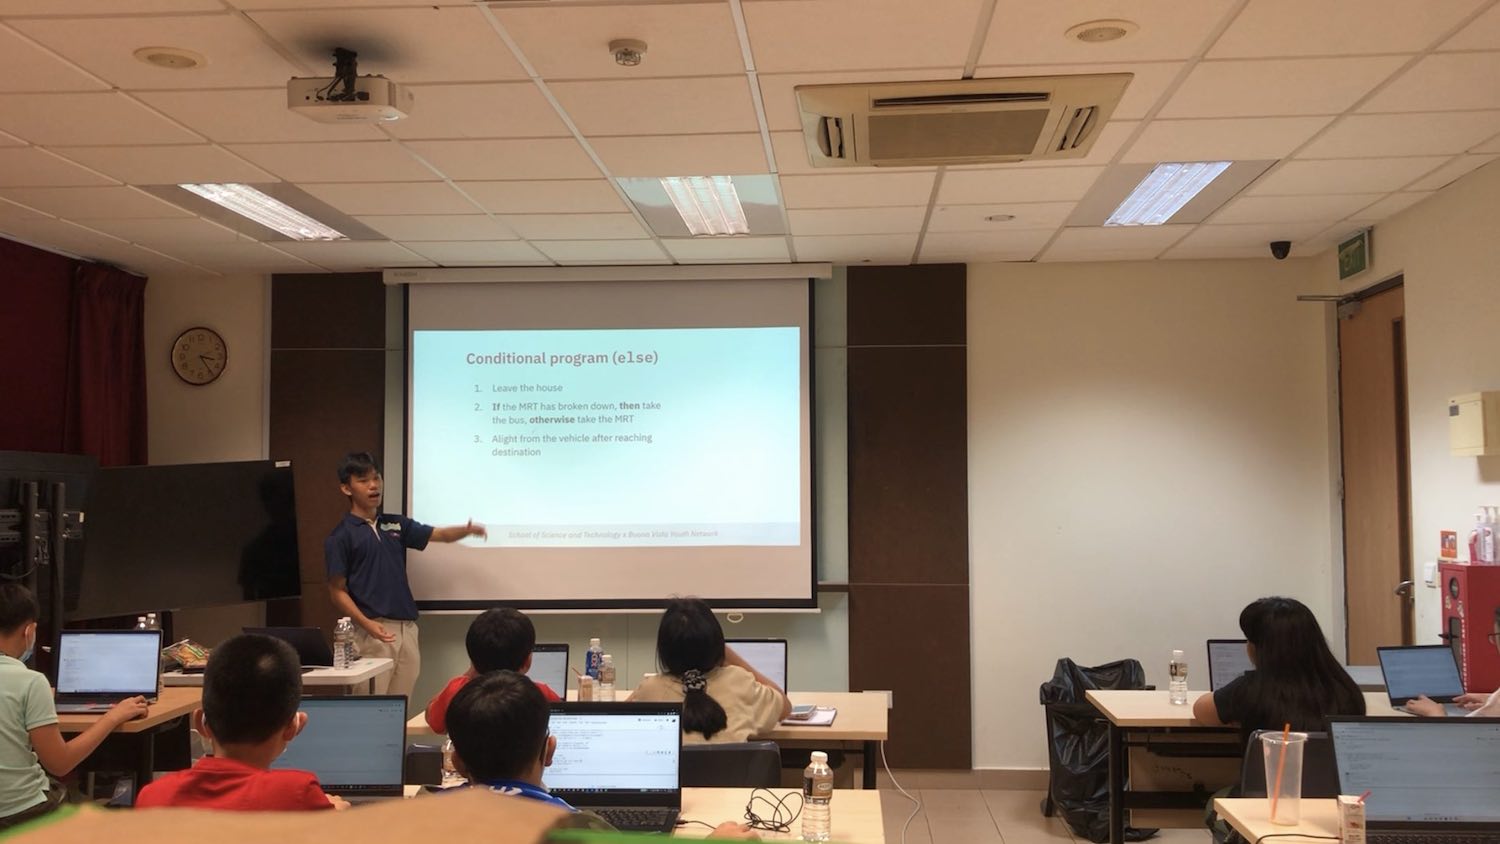 EXIT
Conditional program (else)
1. Leave the house
2. If the MRT has broken down, then take
the bus, otherwise take the MRT
3. Alight from the vehicle after reaching
destination
School of Science and Technology x Buona Vista Youth Network